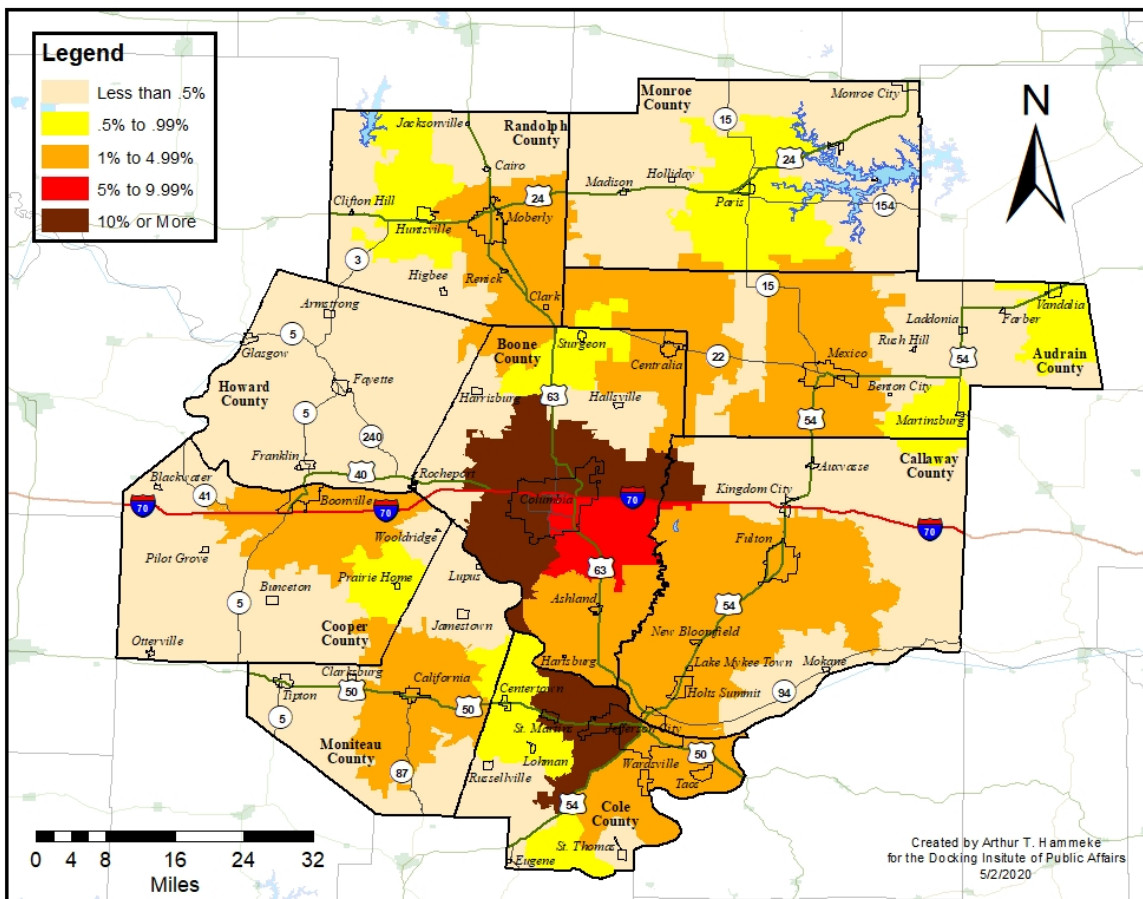 Legend
Less than .5%
.5% to .99%
1% to 4.99%
5% to 9.99%
10% or More
N
Monroe
County
Monroe City
15
24
Holliday
Madison
Paris
154
Jacksonville
Randolph
County
Cairo
24
Clifton Hill
Moberly
Huntsville
3
Higbee
Renick
Clark
Armstrong
5
Glasgow
Howard
County
Fayette
5
240
Franklin
40
Rocheport
Boone
County
Sturgeon
Centralia
22
63
Harrisburg
Hallsville
15
Mexico
Laddonia
Rush Hill
Farber
Vandalia
54
Audrain
County
Benton City
54
Martinsburg
Callaway
County
Auxvasse
Kingdom City
Blackwater
41
70
Boonville
70
Wooldridge
Columbia
70
70
Fulton
Pilot Grove
Bunceton
Prairie Home
Lupus
63
5
Jamestown
Ashland
54
Cooper
County
New Bloomfield
Otterville
Hartsburg
Lake Mykee Town
Mokane
Clarksburg
California
Centertown
Holts Summit
94
Tipton
50
50
5
St. Martins
Jefferson City
Moniteau
County
Lohman
50
87
Russellville
Wardsville
Taos
54
Cole
County
St. Thomas
Eugene
0 4 8 16 24 32
Miles
Created by Arthur T. Hammeke
for the Docking Insitute of Public Affairs
5/2/2020